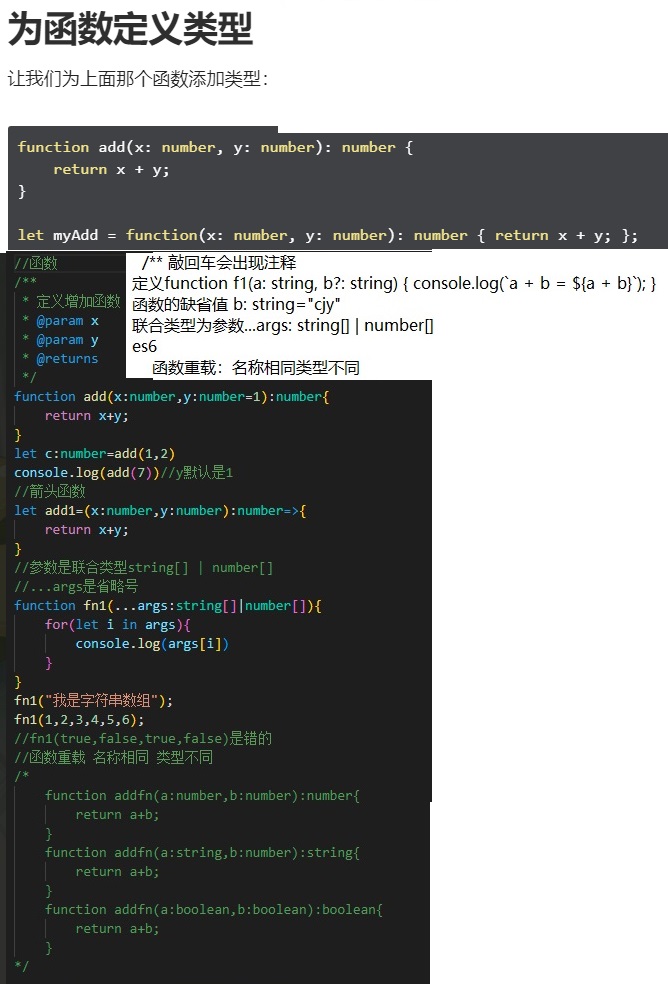 为函数定义类型
让我们为上面那个函数添加类型：
function add(x: number, y: number): number {
    return x + y;
}
let myAdd = function(x: number, y: number): number { return x + y; };
//函数
/**
 * 定义增加函数
 * @param x
 * @param y
 * @returns
 */
/** 敲回车会出现注释
定义function f1(a: string, b?: string) { console.log(`a + b = ${a + b}`); }
函数的缺省值 b: string="cjy"
联合类型为参数...args: string[] | number[]
es6
函数重载：名称相同类型不同
function add(x:number,y:number=1):number{
    return x+y;
}
let c:number=add(1,2)
console.log(add(7))//y默认是1
//箭头函数
let add1=(x:number,y:number):number=>{
    return x+y;
}
//参数是联合类型string[] | number[]
//...args是省略号
function fn1(...args:string[]|number[]){
    for(let i in args){
        console.log(args[i])
    }
}
fn1("我是字符串数组");
fn1(1,2,3,4,5,6);
//fn1(true,false,true,false)是错的
//函数重载 名称相同 类型不同
/*
    function addfn(a:number,b:number):number{
        return a+b;
    }
    function addfn(a:string,b:number):string{
        return a+b;
    }
    function addfn(a:boolean,b:boolean):boolean{
        return a+b;
    }
*/